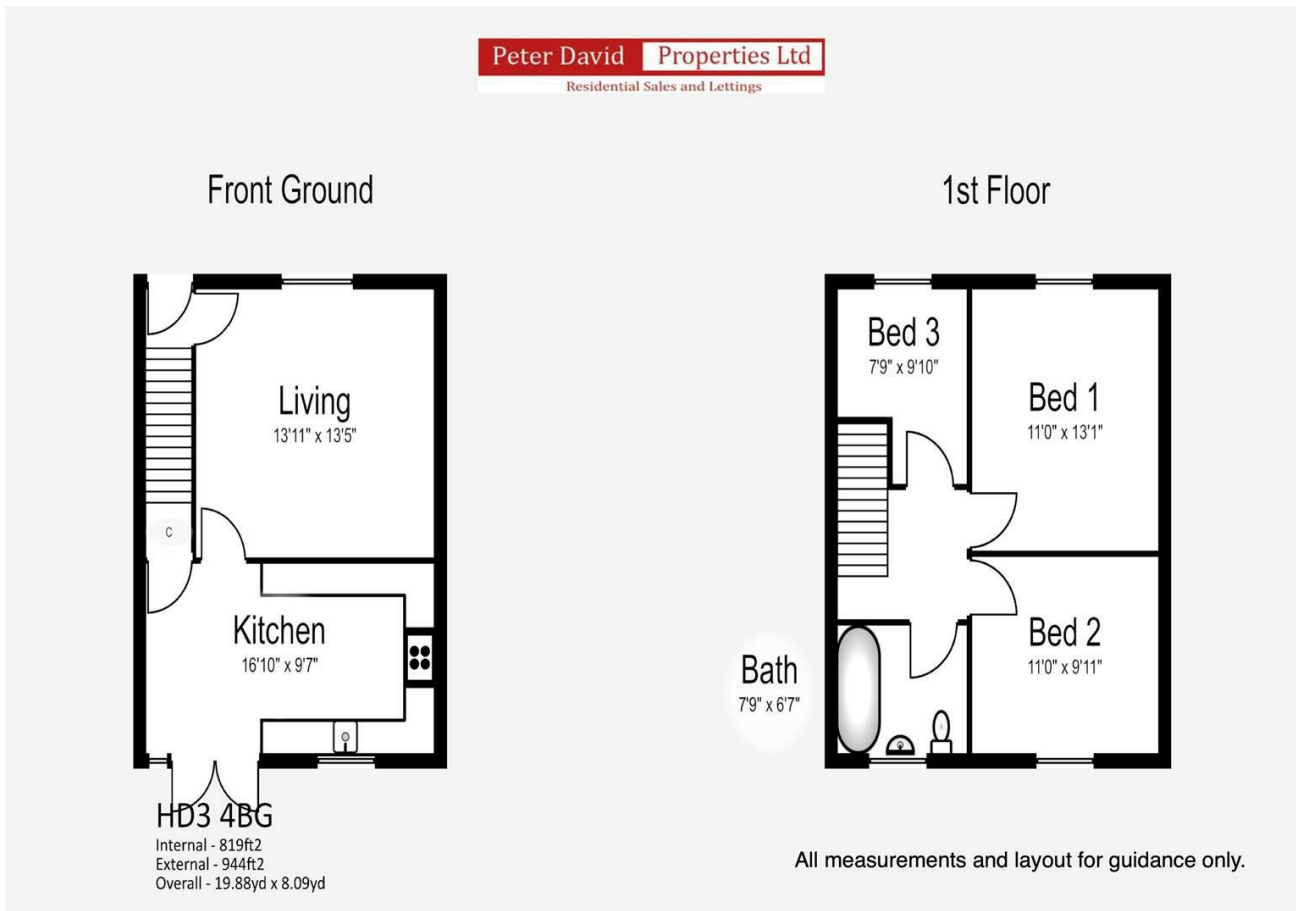 Peter David Properties Ltd
Residential Sales and Lettings
Front Ground
Living
13'11" x 13'5"
C
Kitchen
16'10" x 9'7"
HD3 4BG
Internal - 819ft2
External - 944ft2
Overall - 19.88yd x 8.09yd
1st Floor
Bed 3
7'9" x 9'10"
Bed 1
11'0" x 13'1"
Bed 2
11'0" x 9'11"
Bath
7'9" x 6'7"
All measurements and layout for guidance only.